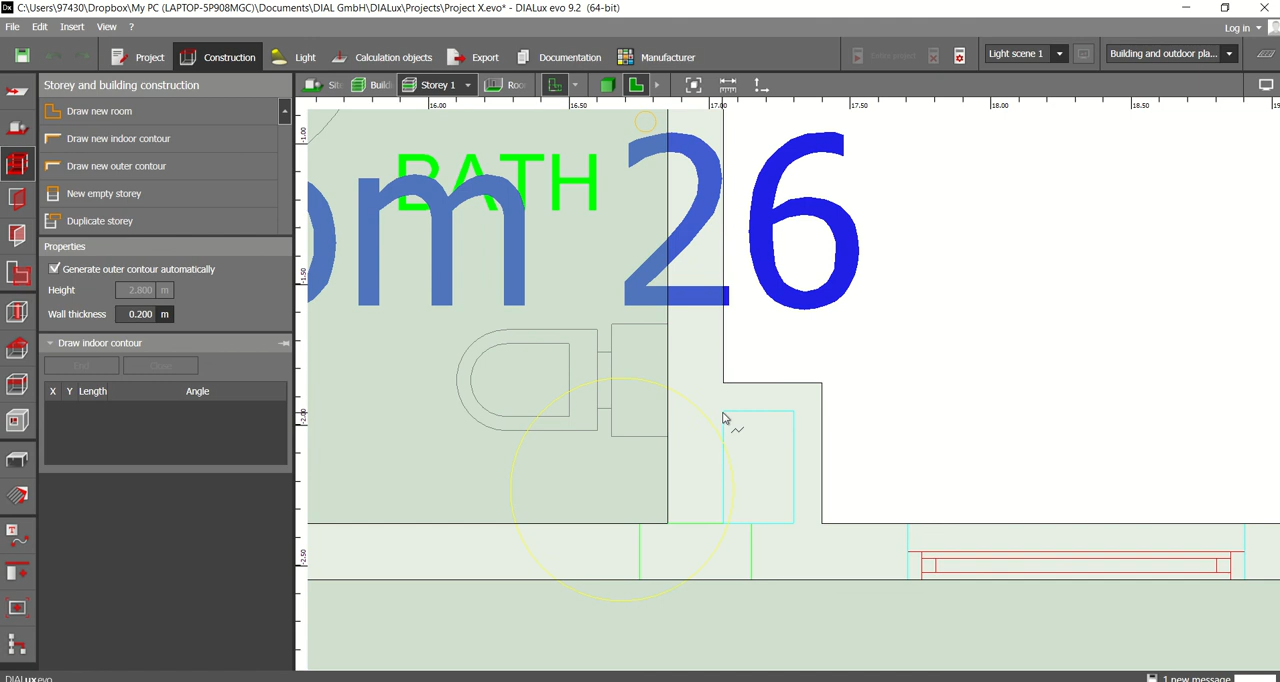 C:\Users\97430\Dropbox\My PC (LAPTOP-5P908MGC)\Documents\DIAL GmbH\DIALux\Projects\Project X.evo* - DIALux evo 9.2 (64-bit)
File Edit Insert View ?
Log in
Project Construction Light Calculation objects Export Documentation Manufacturer
Light scene 1
Building and outdoor pla...
Storey and building construction
Site Build Storey 1 Roo
Draw new room
Draw new indoor contour
Draw new outer contour
New empty storey
Duplicate storey
Properties
Generate outer contour automatically
Height 2.800 m
Wall thickness 0.200 m
Draw indoor contour
End Close
X Y Length Angle
16.00 16.50 17.00 17.50 18.00 18.50
-1.00
-1.50
-2.00
-2.50
BATH
om 26
DIALux evo
1 new message